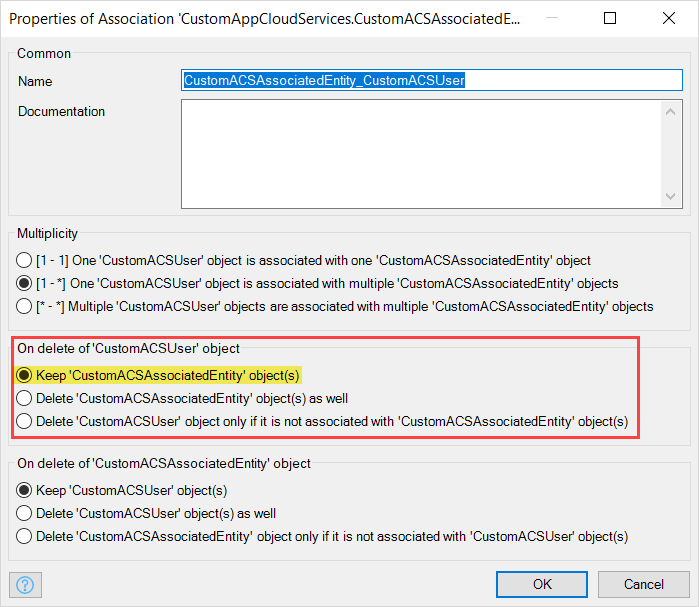 Properties of Association 'CustomAppCloudServices.CustomACSAssociatedE...
Common
Name
CustomACSAssociatedEntity_CustomACSUser
Documentation
Multiplicity
[1 - 1] One 'CustomACSUser' object is associated with one 'CustomACSAssociatedEntity' object
[1 - *] One 'CustomACSUser' object is associated with multiple 'CustomACSAssociatedEntity' objects
[* - *] Multiple 'CustomACSUser' objects are associated with multiple 'CustomACSAssociatedEntity' objects
On delete of 'CustomACSUser' object
Keep 'CustomACSAssociatedEntity' object(s)
Delete 'CustomACSAssociatedEntity' object(s) as well
Delete 'CustomACSUser' object only if it is not associated with 'CustomACSAssociatedEntity' object(s)
On delete of 'CustomACSAssociatedEntity' object
Keep 'CustomACSUser' object(s)
Delete 'CustomACSUser' object(s) as well
Delete 'CustomACSAssociatedEntity' object only if it is not associated with 'CustomACSUser' object(s)
?
OK
Cancel